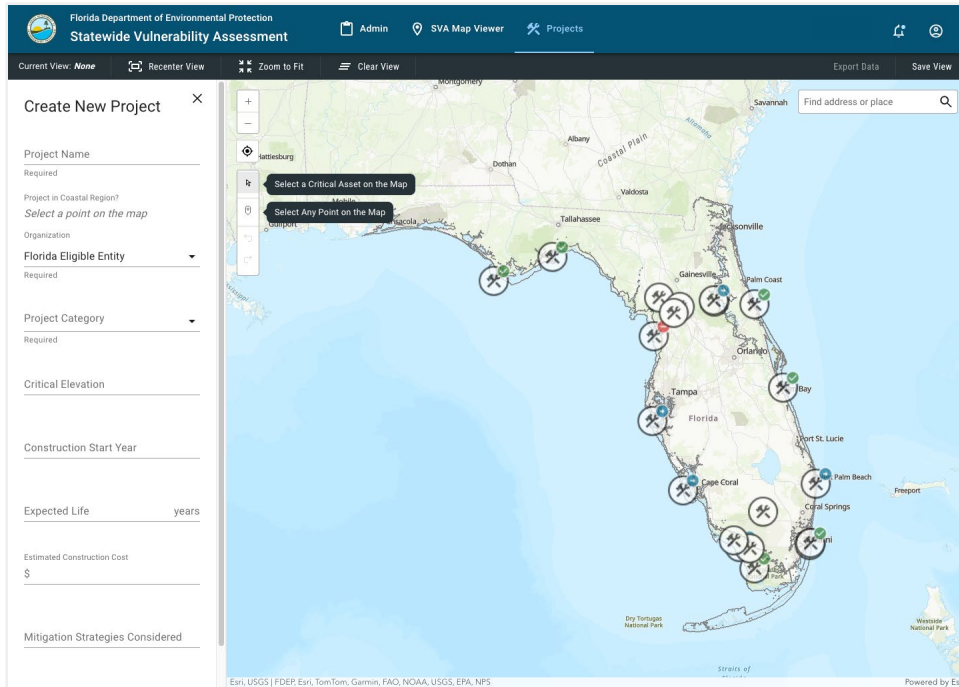 Florida Department of Environmental Protection
Statewide Vulnerability Assessment
Admin
SVA Map Viewer
Projects
Current View: None
Recenter View
Zoom to Fit
Clear View
Export Data
Save View
Create New Project
Project Name
Required
Project in Coastal Region?
Select a point on the map
Organization
Florida Eligible Entity
Required
Project Category
Required
Critical Elevation
Construction Start Year
Expected Life years
Estimated Construction Cost
$
Mitigation Strategies Considered
Find address or place
Select a Critical Asset on the Map
Select Any Point on the Map
Montgomery
Savannah
Altamaha
Albany
Coastal Plain
Hattiesburg
Dothan
Valdosta
Mobile
Gulfport
Tallahassee
Jacksonville
Gainesville
Palm Coast
Orlando
Bay
Tampa
Florida
Port St. Lucie
Cape Coral
Palm Beach
Freeport
Coral Springs
Dry Tortugas
National Park
Westside
National Park
Straits of
Esri, USGS | FDEP, Esri, TomTom, Garmin, FAO, NOAA, USGS, EPA, NPS
Powered by Es